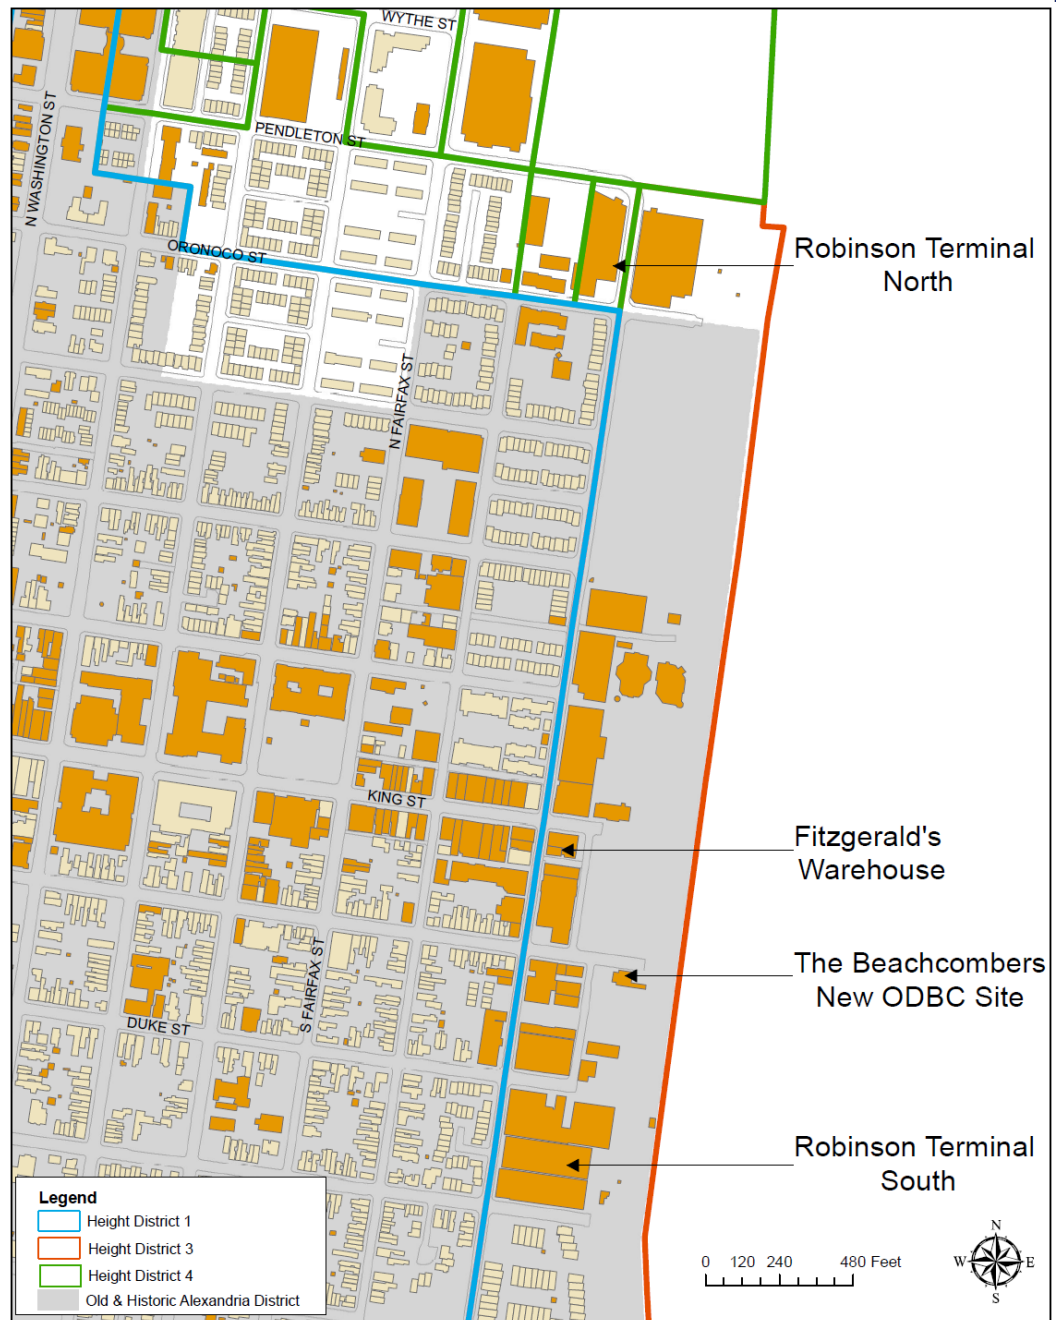 WYTHE ST
N WASHINGTON ST
PENDLETON ST
ORONOCO ST
Robinson Terminal
North
N FAIRFAX ST
KING ST
Fitzgerald's
Warehouse
The Beachcombers
New ODBC Site
S FAIRFAX ST
DUKE ST
Robinson Terminal
South
Legend
Height District 1
Height District 3
Height District 4
Old & Historic Alexandria District
0 120 240 480 Feet
N
W E
S